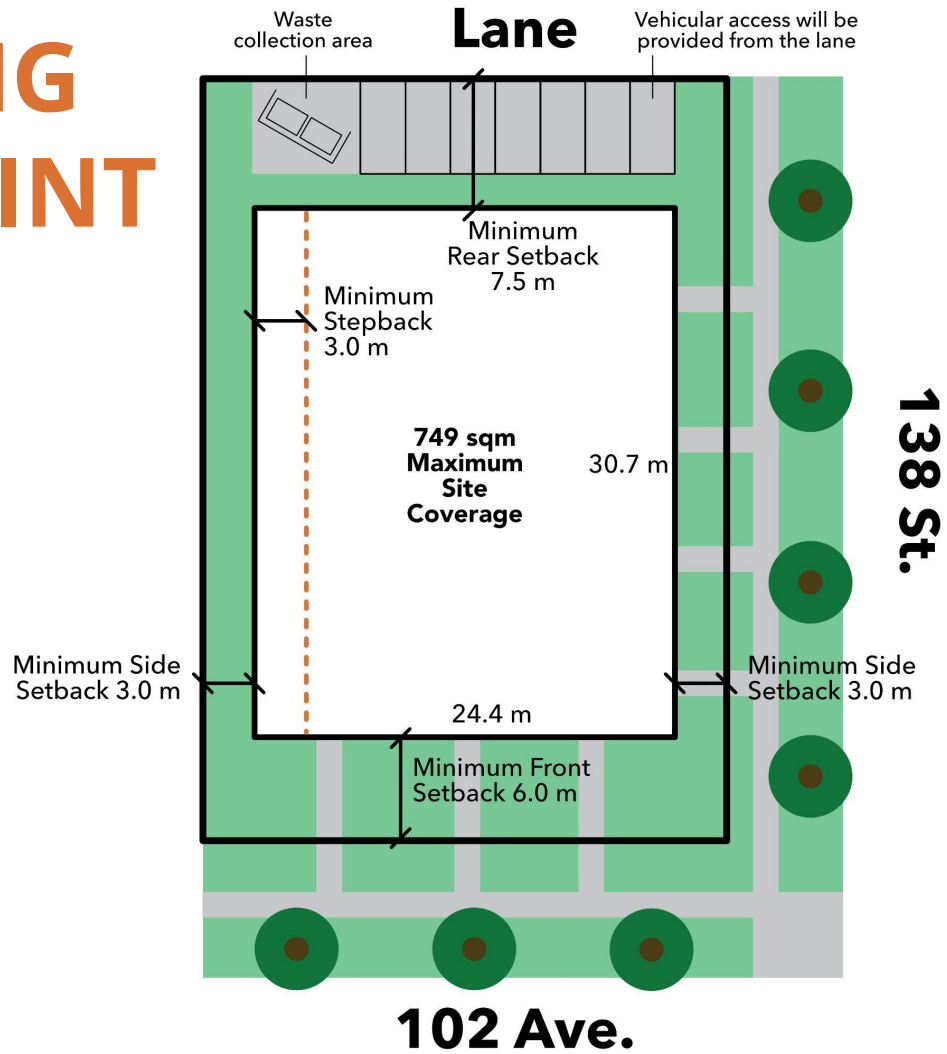 Waste
collection area
Lane
Vehicular access will be
provided from the lane
Minimum
Rear Setback
7.5 m
Minimum
Stepback
3.0 m
749 sqm
Maximum
Site
Coverage
30.7 m
138 St.
Minimum Side
Setback 3.0 m
24.4 m
Minimum Side
Setback 3.0 m
Minimum Front
Setback 6.0 m
102 Ave.